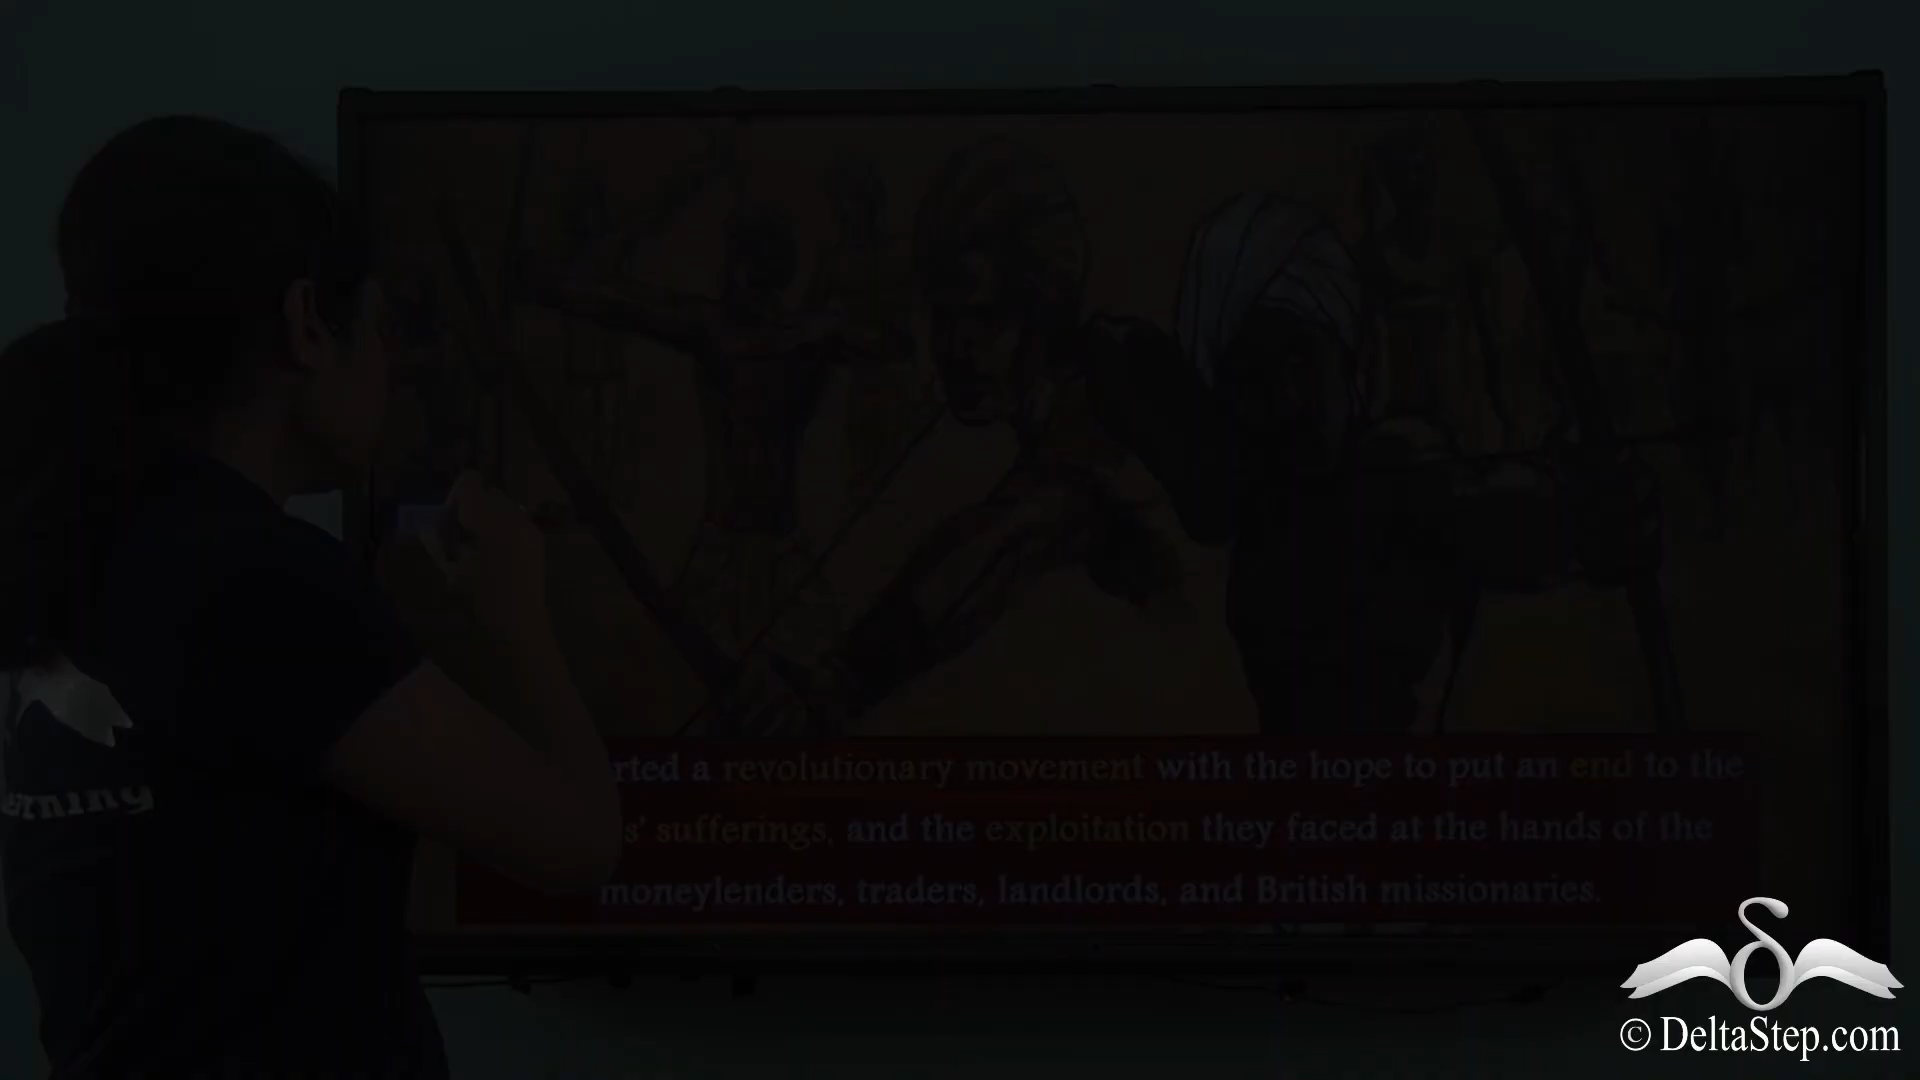 rted a revolutionary movement with the hope to put an end to the
s' sufferings, and the exploitation they faced at the hands of the
moneylenders, traders, landlords, and British missionaries.
arning
© DeltaStep.com